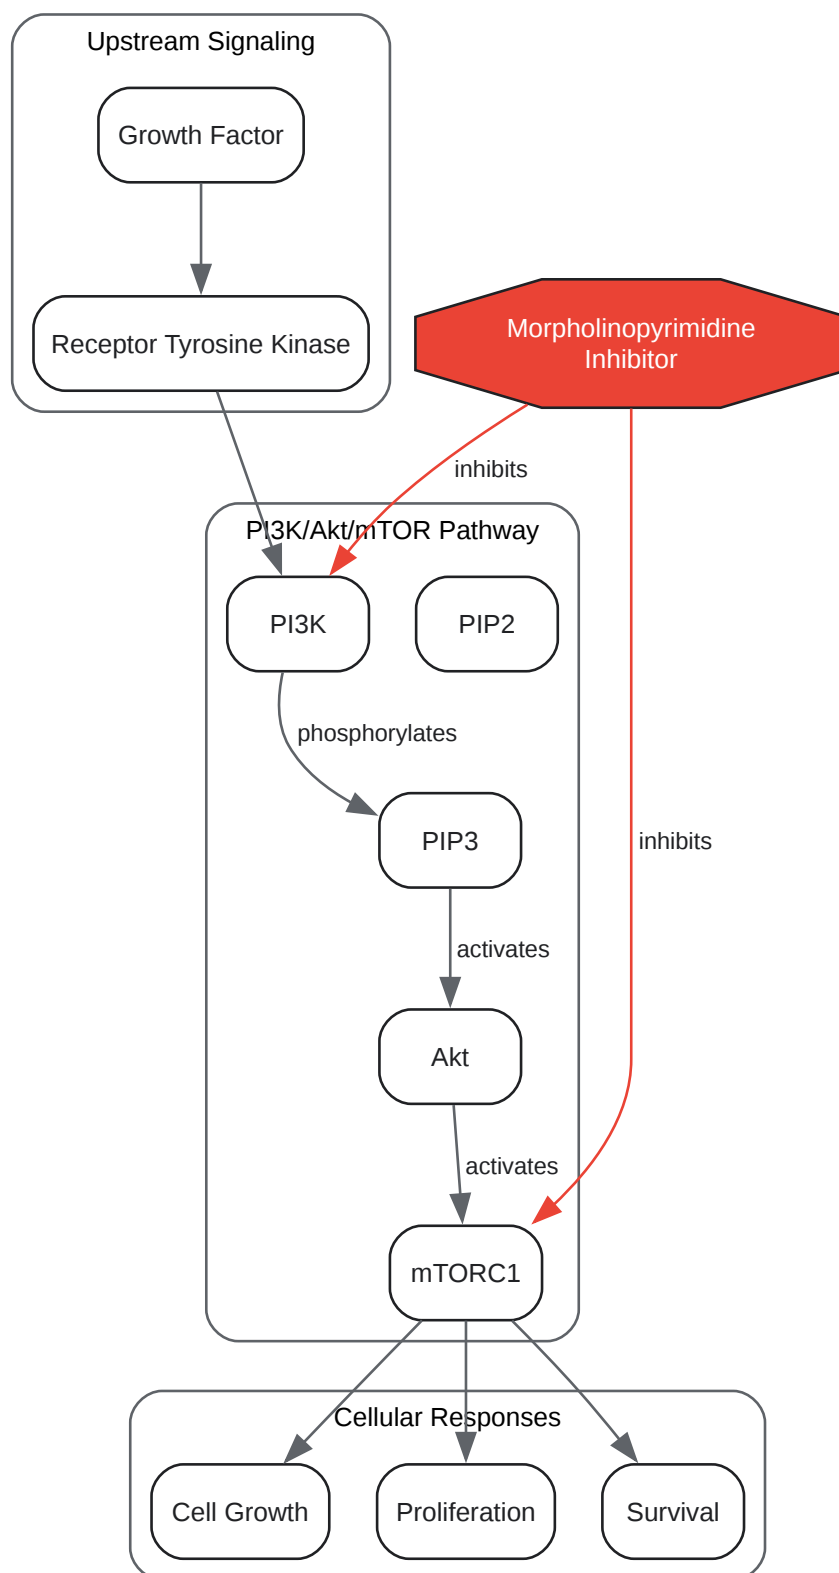 Upstream Signaling
Growth Factor
Receptor Tyrosine Kinase
Morpholinopyrimidine
Inhibitor
inhibits
PI3K/Akt/mTOR Pathway
PI3K
PIP2
phosphorylates
PIP3
inhibits
activates
Akt
activates
mTORC1
Cellular Responses
Cell Growth
Proliferation
Survival